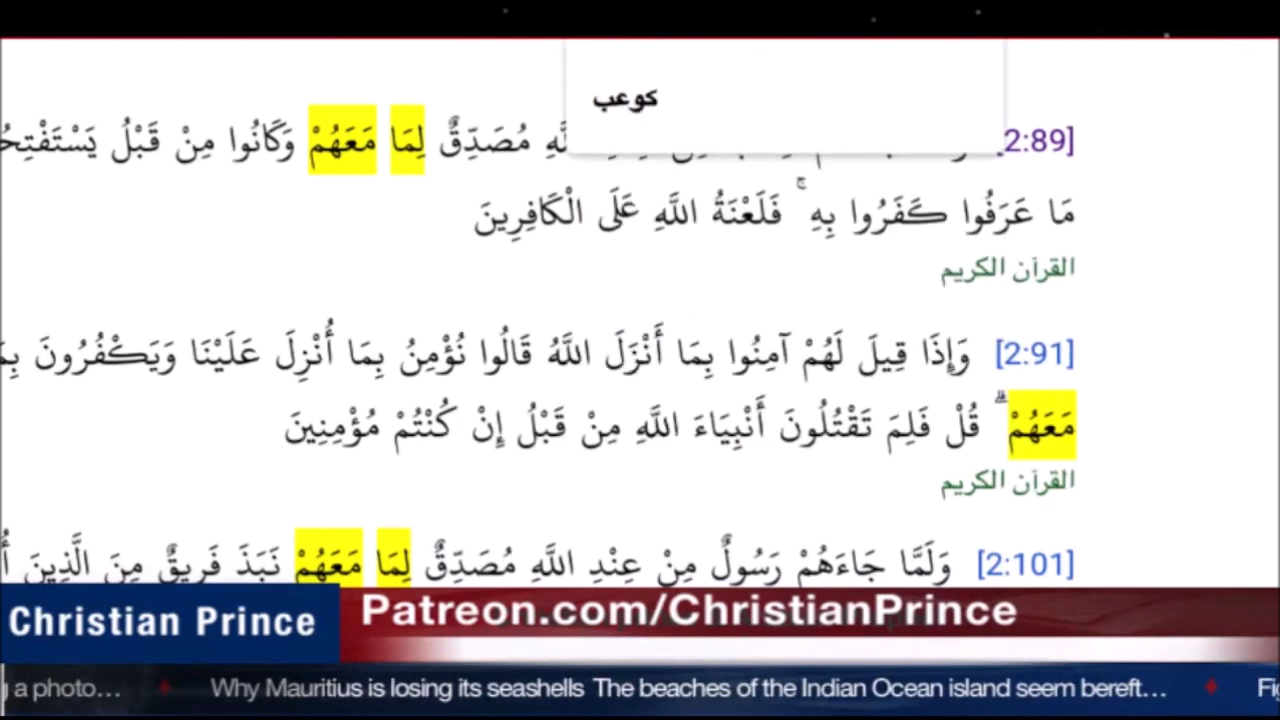 كوعب
[2:89] مُصَدِّقٌ لِمَا مَعَهُمْ وَكَانُوا مِنْ قَبْلُ
مَا عَرَفُوا كَفَرُوا بِهِ ۚ فَلَعْنَةُ اللَّهِ عَلَى الْكَافِرِينَ
القرآن الكريم
[2:91] وَإِذَا قِيلَ لَهُمْ آمِنُوا بِمَا أَنْزَلَ اللَّهُ قَالُوا نُؤْمِنُ بِمَا أُنْزِلَ عَلَيْنَا وَيَكْفُرُونَ
مَعَهُمْ ۗ قُلْ فَلِمَ تَقْتُلُونَ أَنْبِيَاءَ اللَّهِ مِنْ قَبْلُ إِنْ كُنْتُمْ مُؤْمِنِينَ
القرآن الكريم
[2:101] وَلَمَّا جَاءَهُمْ رَسُولٌ مِنْ عِنْدِ اللَّهِ مُصَدِّقٌ لِمَا مَعَهُمْ نَبَذَ فَرِيقٌ مِنَ الَّذِينَ
Christian Prince
Patreon.com/ChristianPrince
a photo… Why Mauritius is losing its seashells The beaches of the Indian Ocean island seem bereft…